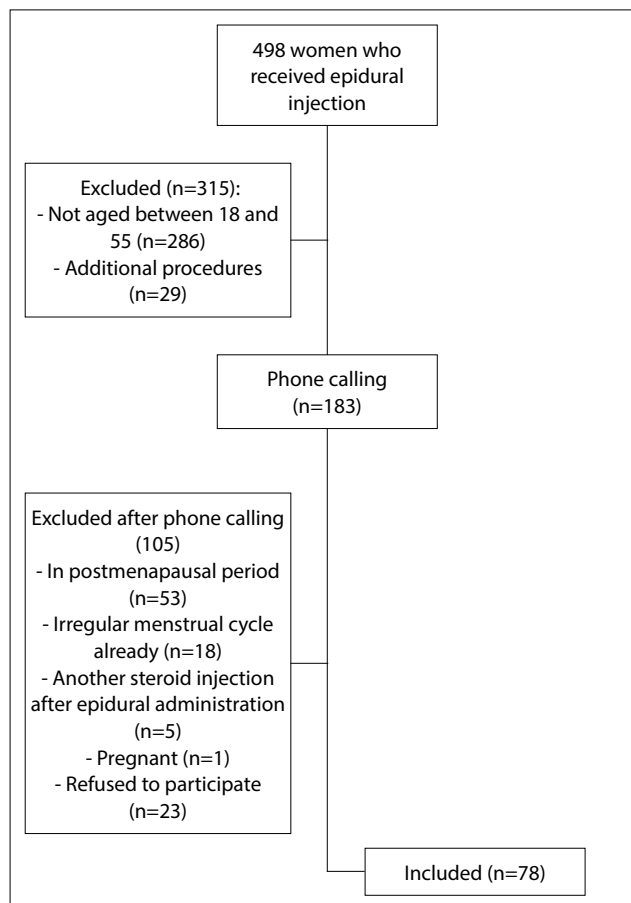 498 women who
received epidural
injection
Excluded (n=315):
- Not aged between 18 and
55 (n=286)
- Additional procedures
(n=29)
Phone calling
(n=183)
Excluded after phone calling
(105)
- In postmenapausal period
(n=53)
- Irregular menstrual cycle
already (n=18)
- Another steroid injection
after epidural administration
(n=5)
- Pregnant (n=1)
- Refused to participate
(n=23)
Included (n=78)